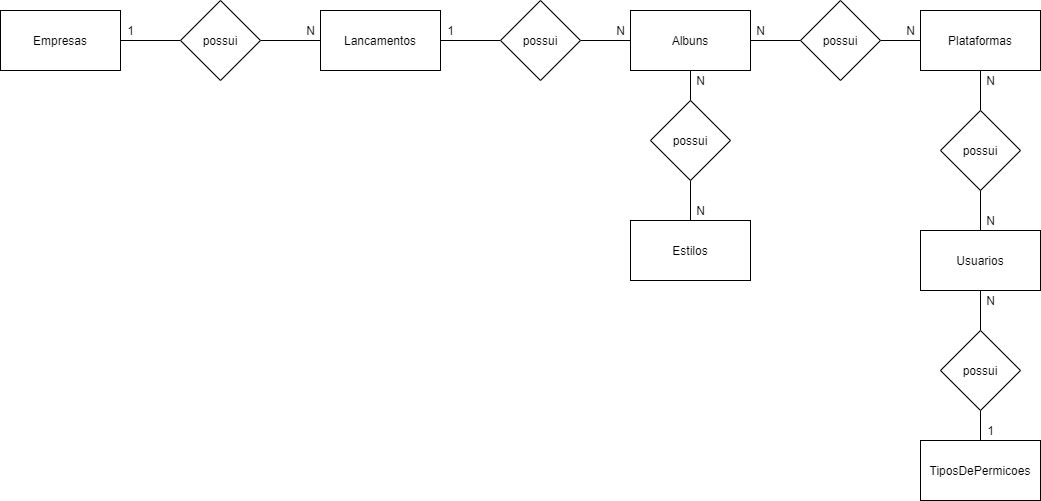 Empresas 1 possui N Lancamentos 1 possui N Albuns N possui N Plataformas
N N
possui possui
N N
Estilos Usuarios
N
possui
1
TiposDePermicoes